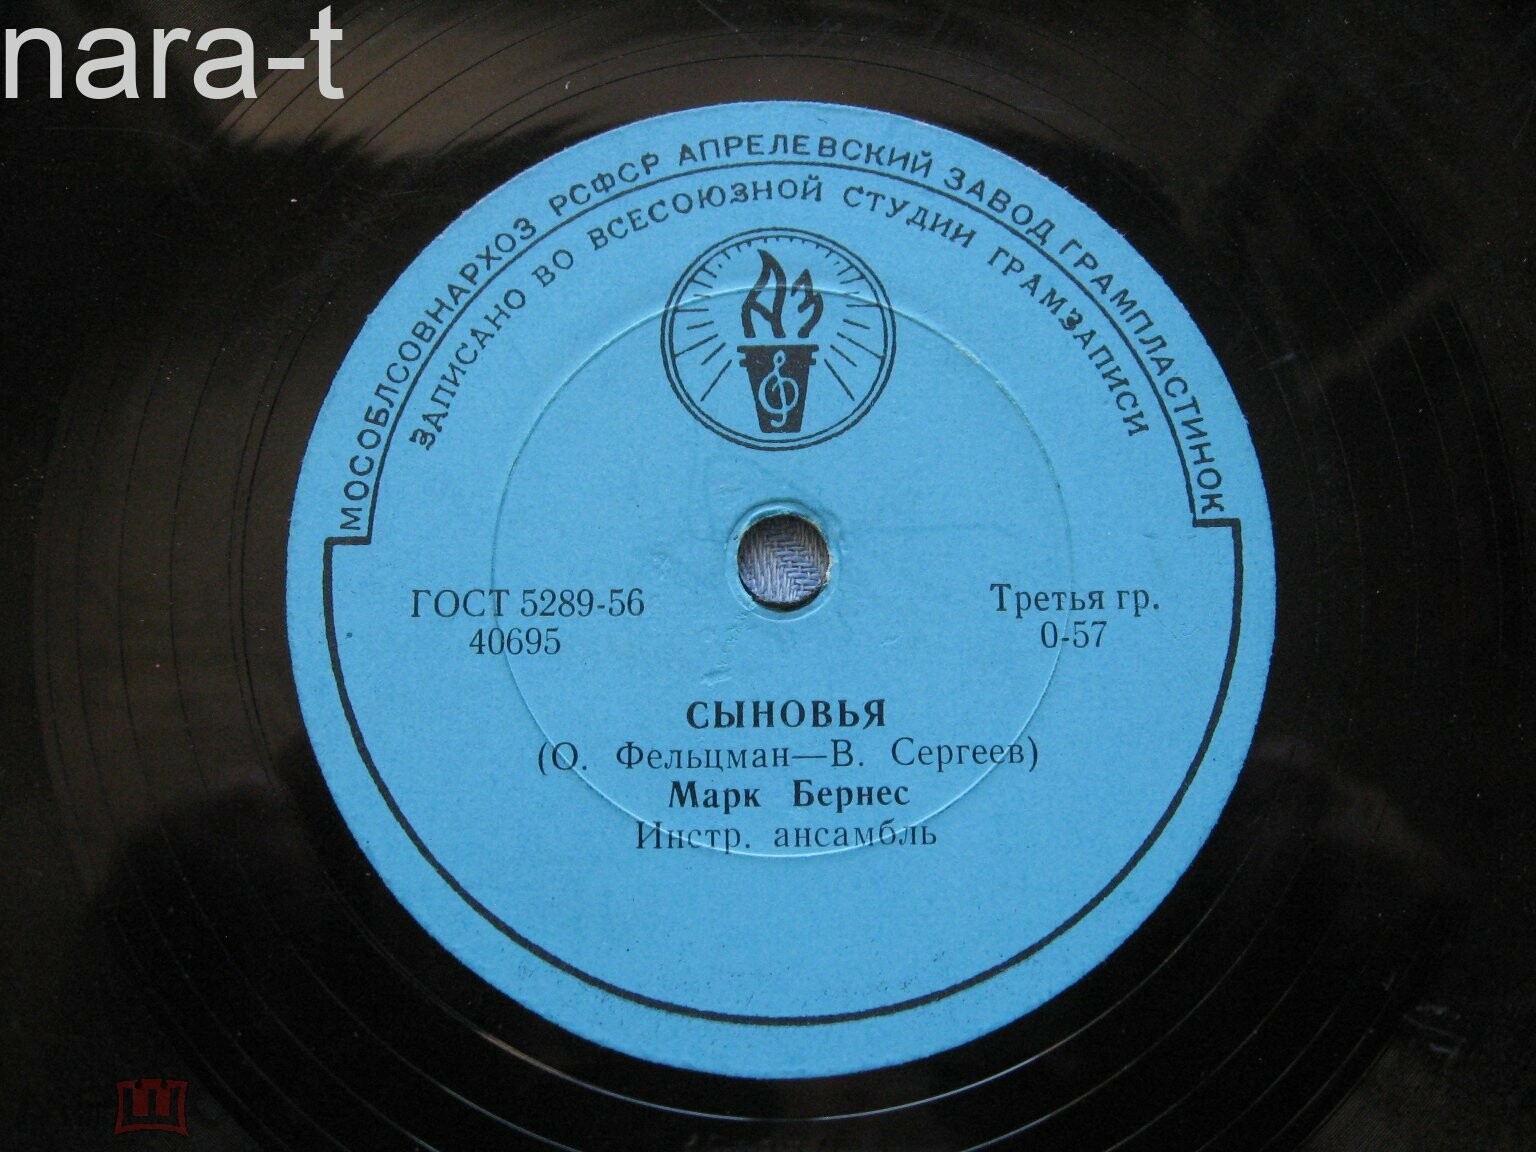 nara-t
МОСОБЛСОВНАРХОЗ РСФСР АПРЕЛЕВСКИЙ ЗАВОД ГРАМПЛАСТИНОК
ЗАПИСАНО ВО ВСЕСОЮЗНОЙ СТУДИИ ГРАМЗАПИСИ
АЗ
ГОСТ 5289-56
40695
Третья гр.
0-57
СЫНОВЬЯ
(О. Фельцман—В. Сергеев)
Марк Бернес
Инстр. ансамбль